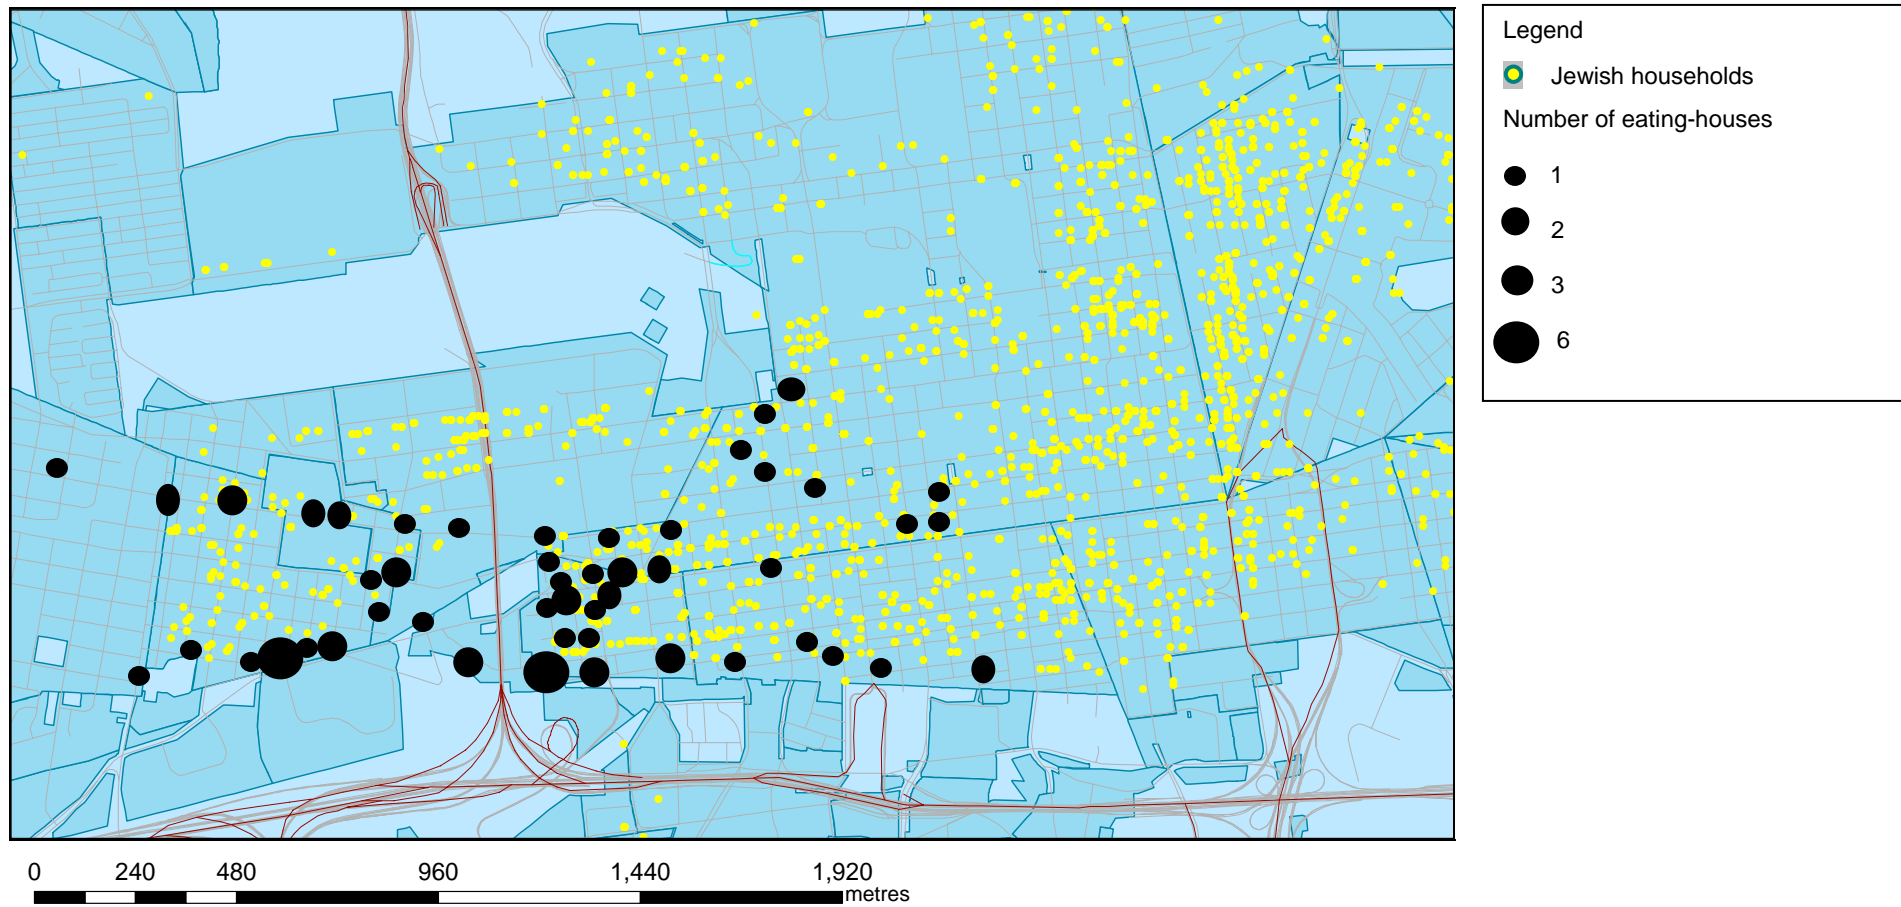 Legend
Jewish households
Number of eating-houses
1
2
3
6
0 240 480 960 1,440 1,920
metres